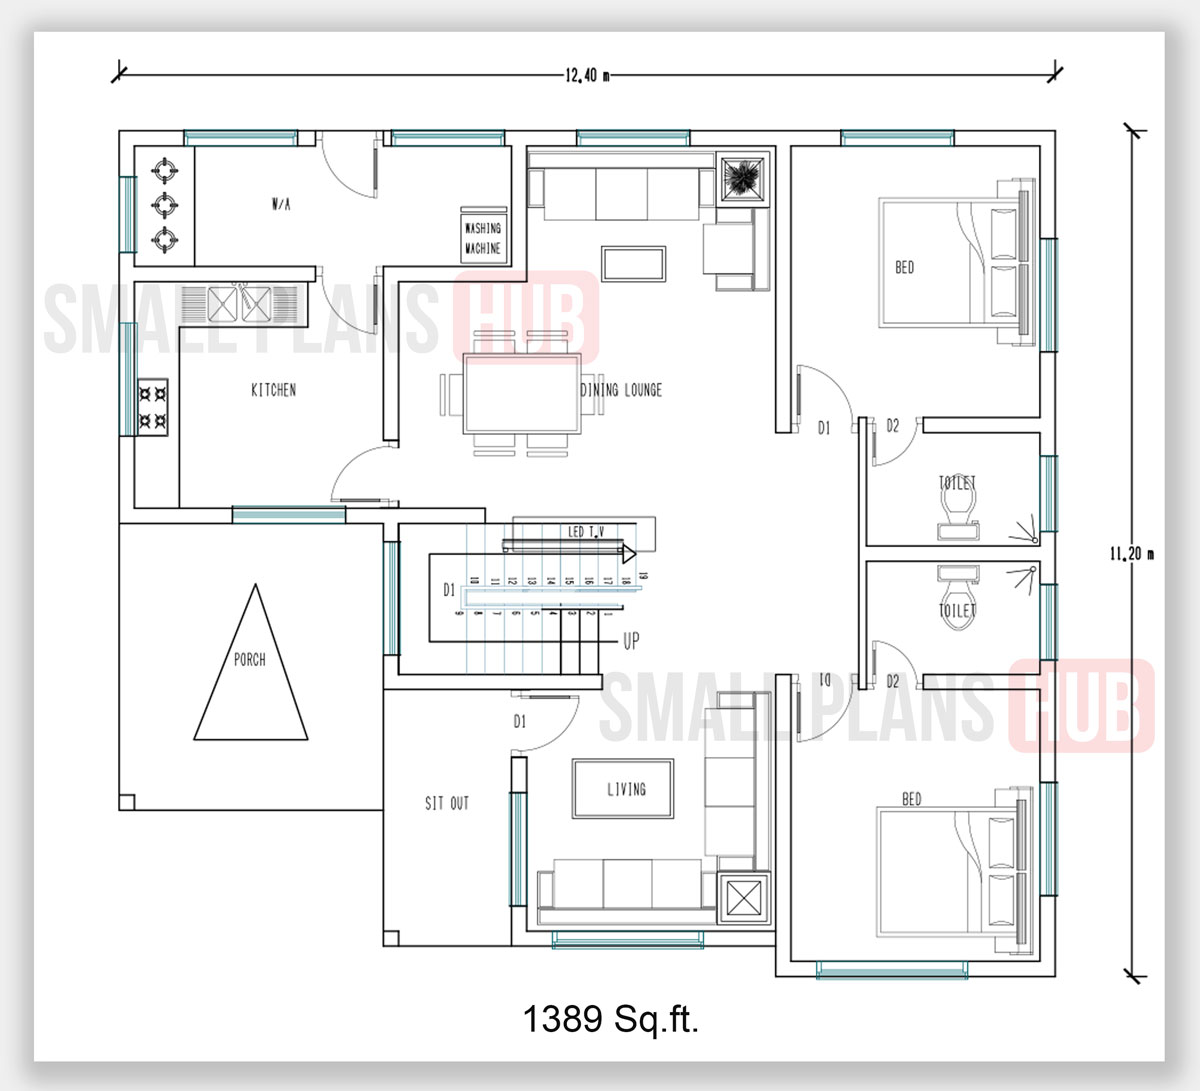 12.40 m
W/A
WASHING
MACHINE
BED
SMALL PLANS HUB
KITCHEN
DINING LOUNGE
D1
D2
TOILET
LED T.V
11.20 m
D1
10 11 12 13 14 15 16 17 18 19
9 8 7 6 5 4 3 2 1
TOILET
UP
PORCH
D1
D2
SMALL PLANS HUB
D1
LIVING
SIT OUT
BED
1389 Sq.ft.